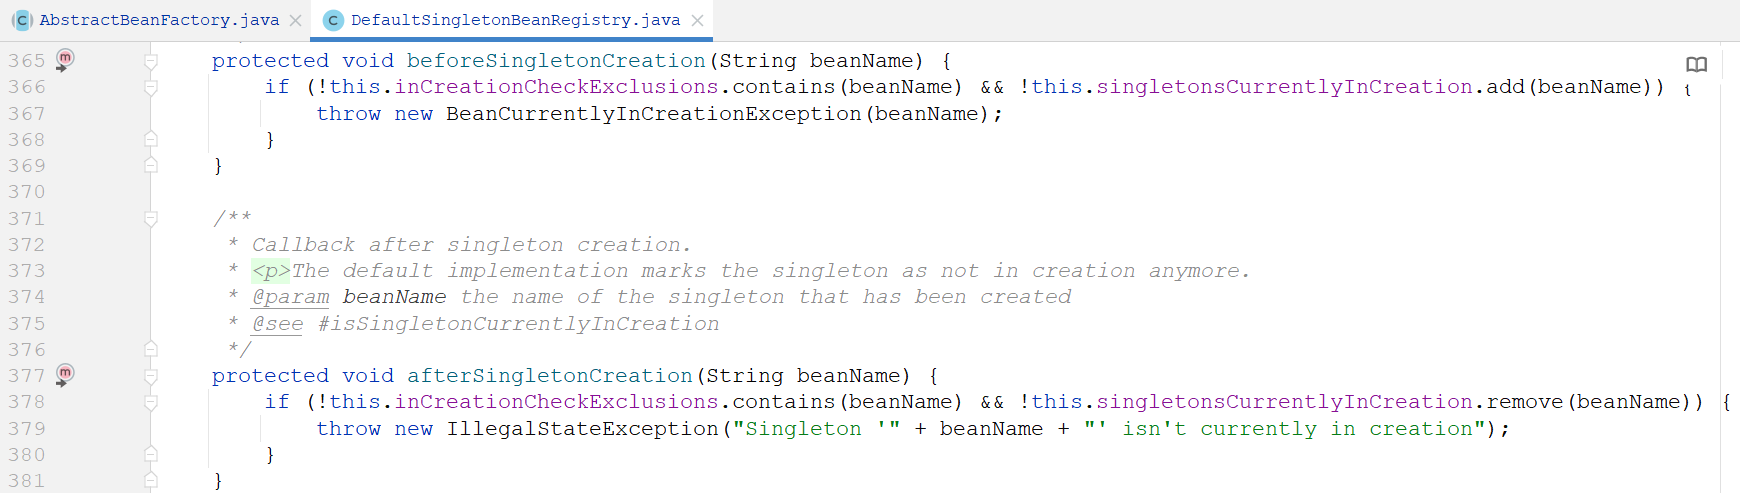 AbstractBeanFactory.java DefaultSingletonBeanRegistry.java
365 protected void beforeSingletonCreation(String beanName) {
366 if (!this.inCreationCheckExclusions.contains(beanName) && !this.singletonsCurrentlyInCreation.add(beanName)) {
367 throw new BeanCurrentlyInCreationException(beanName);
368 }
369 }
370
371 /**
372 * Callback after singleton creation.
373 * <p>The default implementation marks the singleton as not in creation anymore.
374 * @param beanName the name of the singleton that has been created
375 * @see #isSingletonCurrentlyInCreation
376 */
377 protected void afterSingletonCreation(String beanName) {
378 if (!this.inCreationCheckExclusions.contains(beanName) && !this.singletonsCurrentlyInCreation.remove(beanName)) {
379 throw new IllegalStateException("Singleton '" + beanName + "' isn't currently in creation");
380 }
381 }